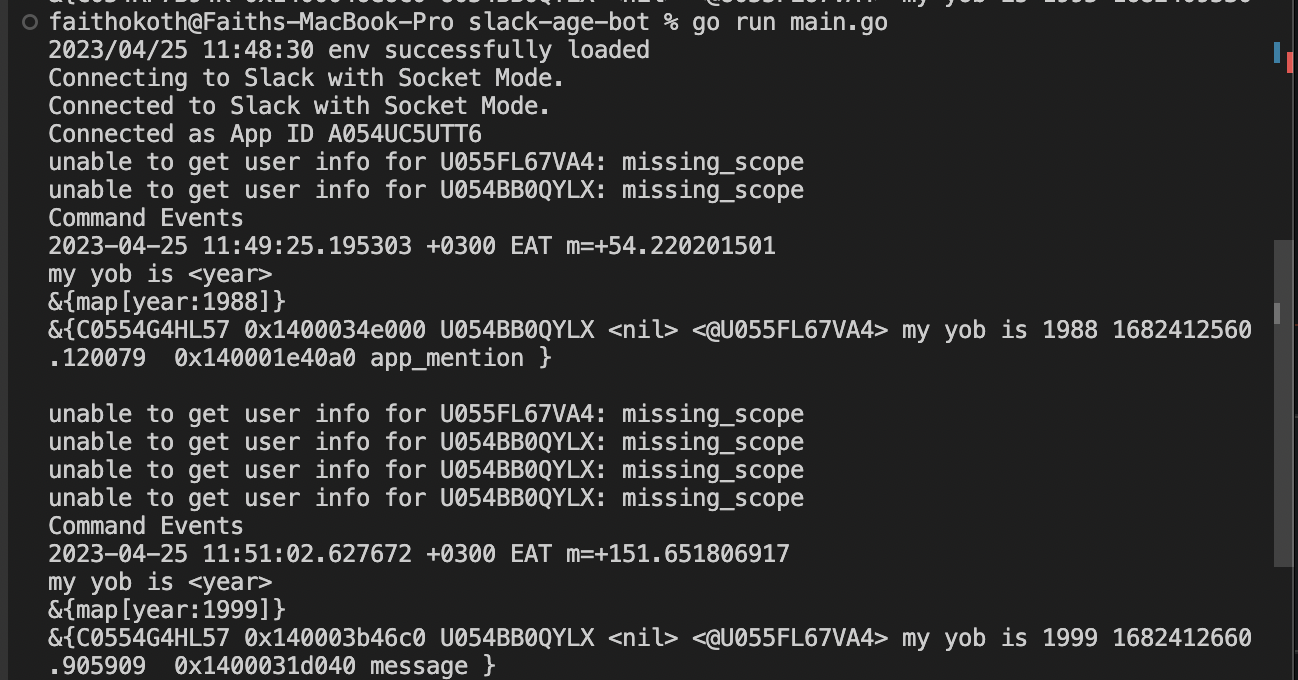 faithokoth@Faiths-MacBook-Pro slack-age-bot % go run main.go
2023/04/25 11:48:30 env successfully loaded
Connecting to Slack with Socket Mode.
Connected to Slack with Socket Mode.
Connected as App ID A054UC5UTT6
unable to get user info for U055FL67VA4: missing_scope
unable to get user info for U054BB0QYLX: missing_scope
Command Events
2023-04-25 11:49:25.195303 +0300 EAT m=+54.220201501
my yob is <year>
&{map[year:1988]}
&{C0554G4HL57 0x1400034e000 U054BB0QYLX <nil> <@U055FL67VA4> my yob is 1988 1682412560
.120079  0x140001e40a0 app_mention }
unable to get user info for U055FL67VA4: missing_scope
unable to get user info for U054BB0QYLX: missing_scope
unable to get user info for U054BB0QYLX: missing_scope
unable to get user info for U054BB0QYLX: missing_scope
Command Events
2023-04-25 11:51:02.627672 +0300 EAT m=+151.651806917
my yob is <year>
&{map[year:1999]}
&{C0554G4HL57 0x140003b46c0 U054BB0QYLX <nil> <@U055FL67VA4> my yob is 1999 1682412660
.905909  0x1400031d040 message }